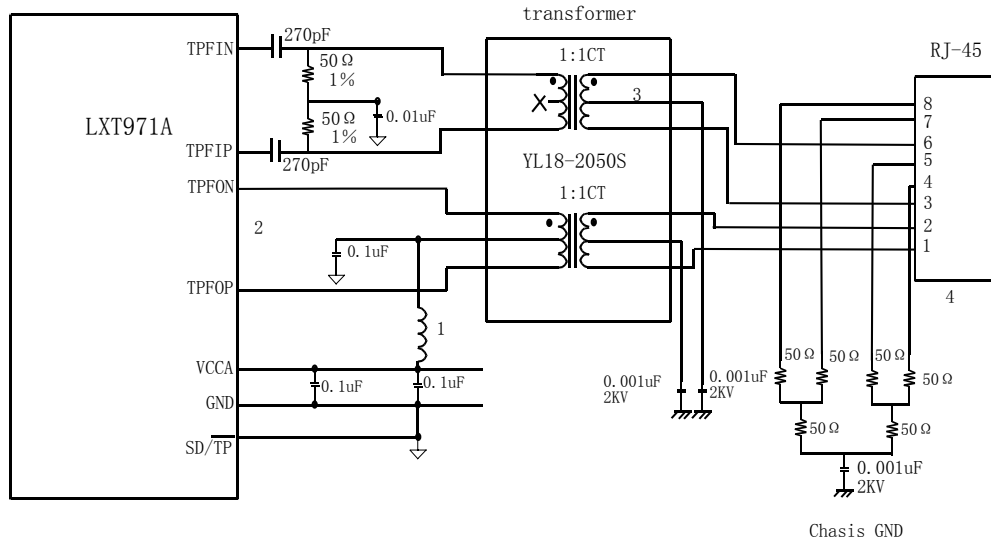 transformer
LXT971A
TPFIN
270pF
50Ω
1%
50Ω
1%
0.01uF
TPFIP
270pF
TPFON
2
0.1uF
TPFOP
1
VCCA
0.1uF
0.1uF
GND
SD/TP
1:1CT
3
YL18-2050S
1:1CT
RJ-45
8
7
6
5
4
3
2
1
4
0.001uF
2KV
0.001uF
2KV
50Ω
50Ω
50Ω
50Ω
50Ω
50Ω
0.001uF
2KV
Chasis GND